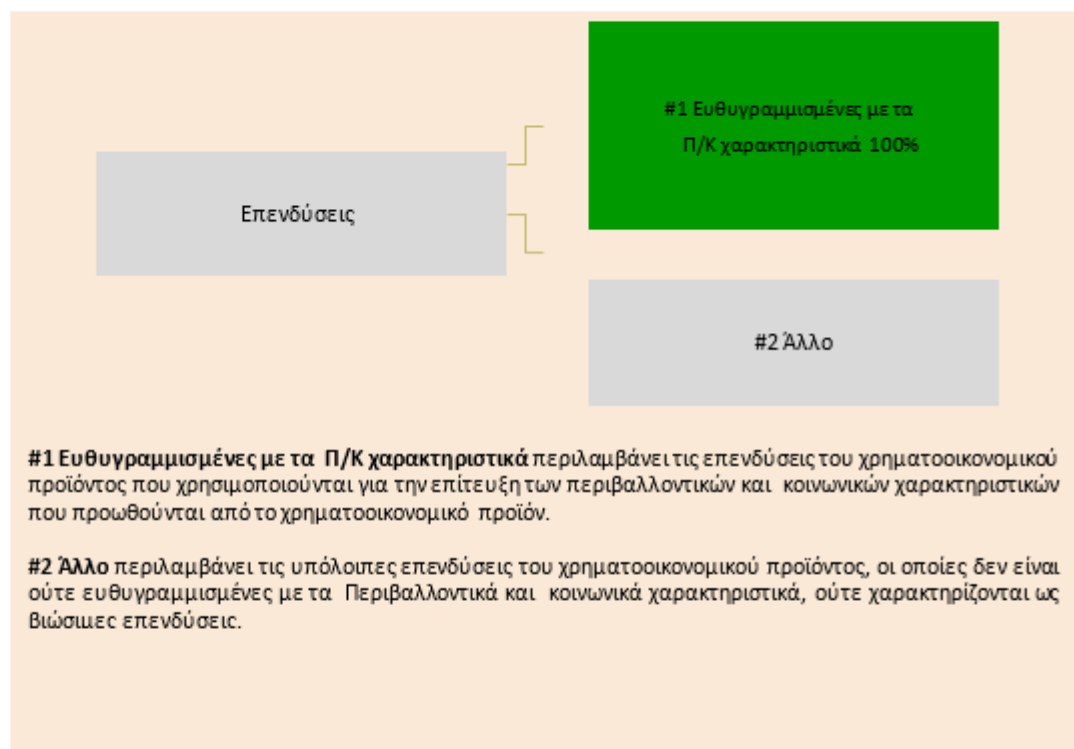 #1 Ευθυγραμμισμένες με τα
Π/Κ χαρακτηριστικά 100%
Επενδύσεις
#2 Άλλο
#1 Ευθυγραμμισμένες με τα Π/Κ χαρακτηριστικά περιλαμβάνει τις επενδύσεις του χρηματοοικονομικού
προϊόντος που χρησιμοποιούνται για την επίτευξη των περιβαλλοντικών και κοινωνικών χαρακτηριστικών
που προωθούνται από το χρηματοοικονομικό προϊόν.
#2 Άλλο περιλαμβάνει τις υπόλοιπες επενδύσεις του χρηματοοικονομικού προϊόντος, οι οποίες δεν είναι
ούτε ευθυγραμμισμένες με τα Περιβαλλοντικά και κοινωνικά χαρακτηριστικά, ούτε χαρακτηρίζονται ως
βιώσιμες επενδύσεις.